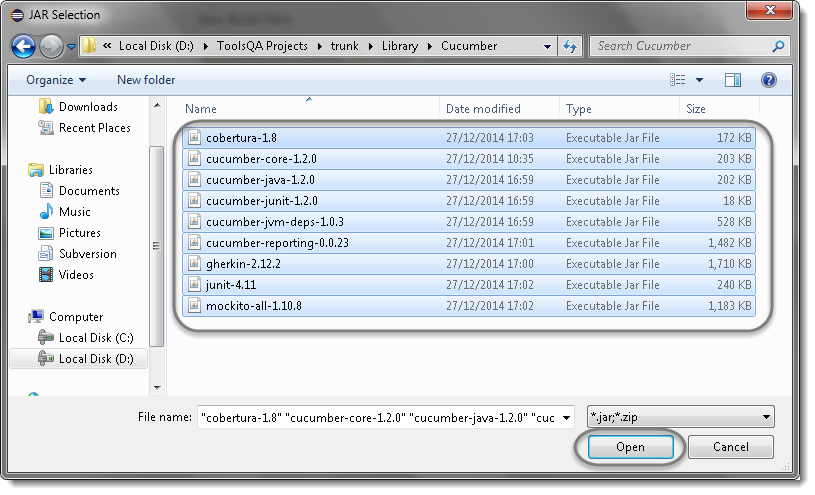 JAR Selection
« Local Disk (D:) ToolsQA Projects trunk Library Cucumber Search Cucumber
Organize New folder
Name Date modified Type Size
Downloads
Recent Places
Libraries
Documents
Music
Pictures
Subversion
Videos
Computer
Local Disk (C:)
Local Disk (D:)
cobertura-1.8 27/12/2014 17:03 Executable Jar File 172 KB
cucumber-core-1.2.0 27/12/2014 10:35 Executable Jar File 203 KB
cucumber-java-1.2.0 27/12/2014 16:59 Executable Jar File 202 KB
cucumber-junit-1.2.0 27/12/2014 16:59 Executable Jar File 18 KB
cucumber-jvm-deps-1.0.3 27/12/2014 16:59 Executable Jar File 528 KB
cucumber-reporting-0.0.23 27/12/2014 17:01 Executable Jar File 1,482 KB
gherkin-2.12.2 27/12/2014 17:00 Executable Jar File 1,710 KB
junit-4.11 27/12/2014 17:02 Executable Jar File 240 KB
mockito-all-1.10.8 27/12/2014 17:02 Executable Jar File 1,183 KB
File name: "cobertura-1.8" "cucumber-core-1.2.0" "cucumber-java-1.2.0" "cuc *.jar;*.zip
Open Cancel